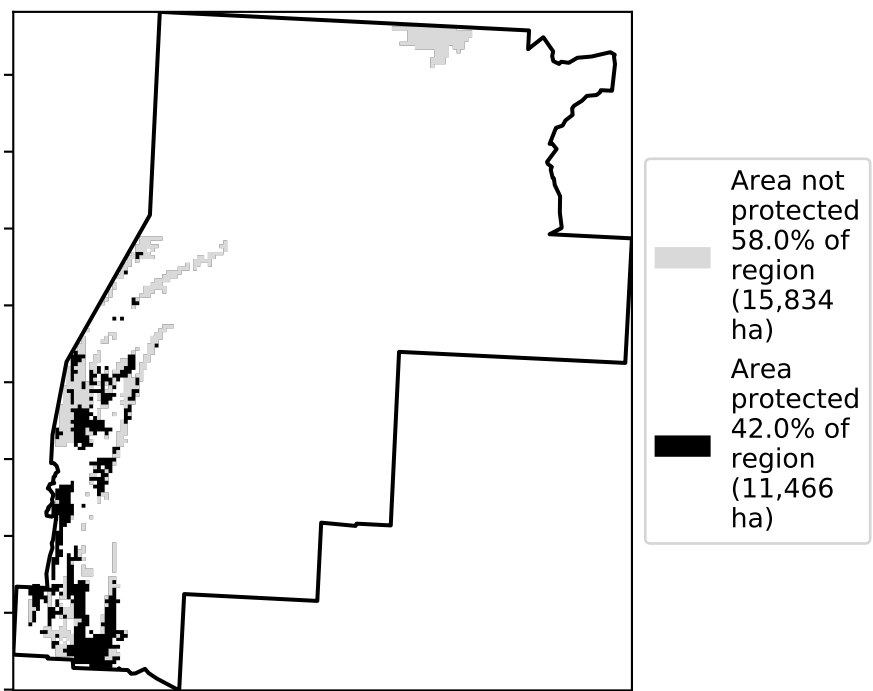 Area not
protected
58.0% of
region
(15,834
ha)
Area
protected
42.0% of
region
(11,466
ha)